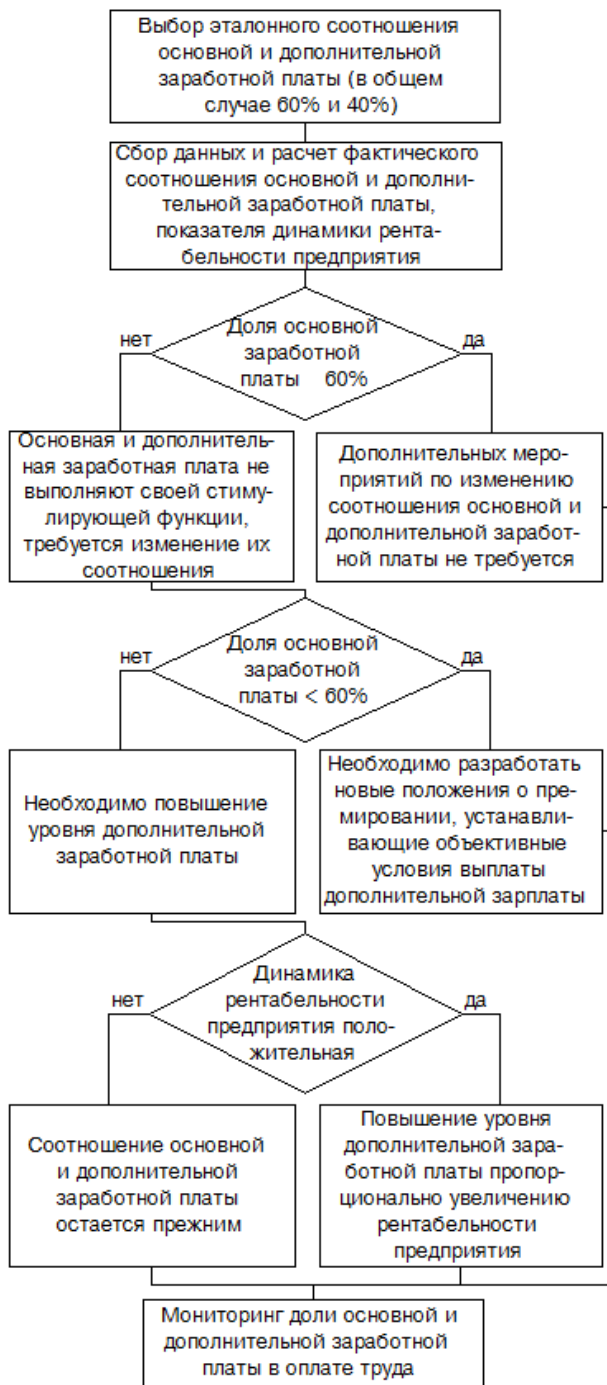 Выбор эталонного соотношения
основной и дополнительной
заработной платы (в общем
случае 60% и 40%)
Сбор данных и расчет фактического
соотношения основной и дополни-
тельной заработной платы,
показателя динамики рента-
бельности предприятия
нет
Доля основной
заработной
платы 60%
да
Основная и дополнитель-
ная заработная плата не
выполняют своей стиму-
лирующей функции,
требуется изменение их
соотношения
Дополнительных меро-
приятий по изменению
соотношения основной и
дополнительной заработ-
ной платы не требуется
нет
Доля основной
заработной
платы < 60%
да
Необходимо повышение
уровня дополнительной
заработной платы
Необходимо разработать
новые положения о пре-
мировании, устанавли-
вающие объективные
условия выплаты
дополнительной зарплаты
нет
Динамика
рентабельности
предприятия поло-
жительная
да
Соотношение основной
и дополнительной
заработной платы
остается прежним
Повышение уровня
дополнительной зара-
ботной платы пропор-
ционально увеличению
рентабельности
предприятия
Мониторинг доли основной и
дополнительной заработной
платы в оплате труда